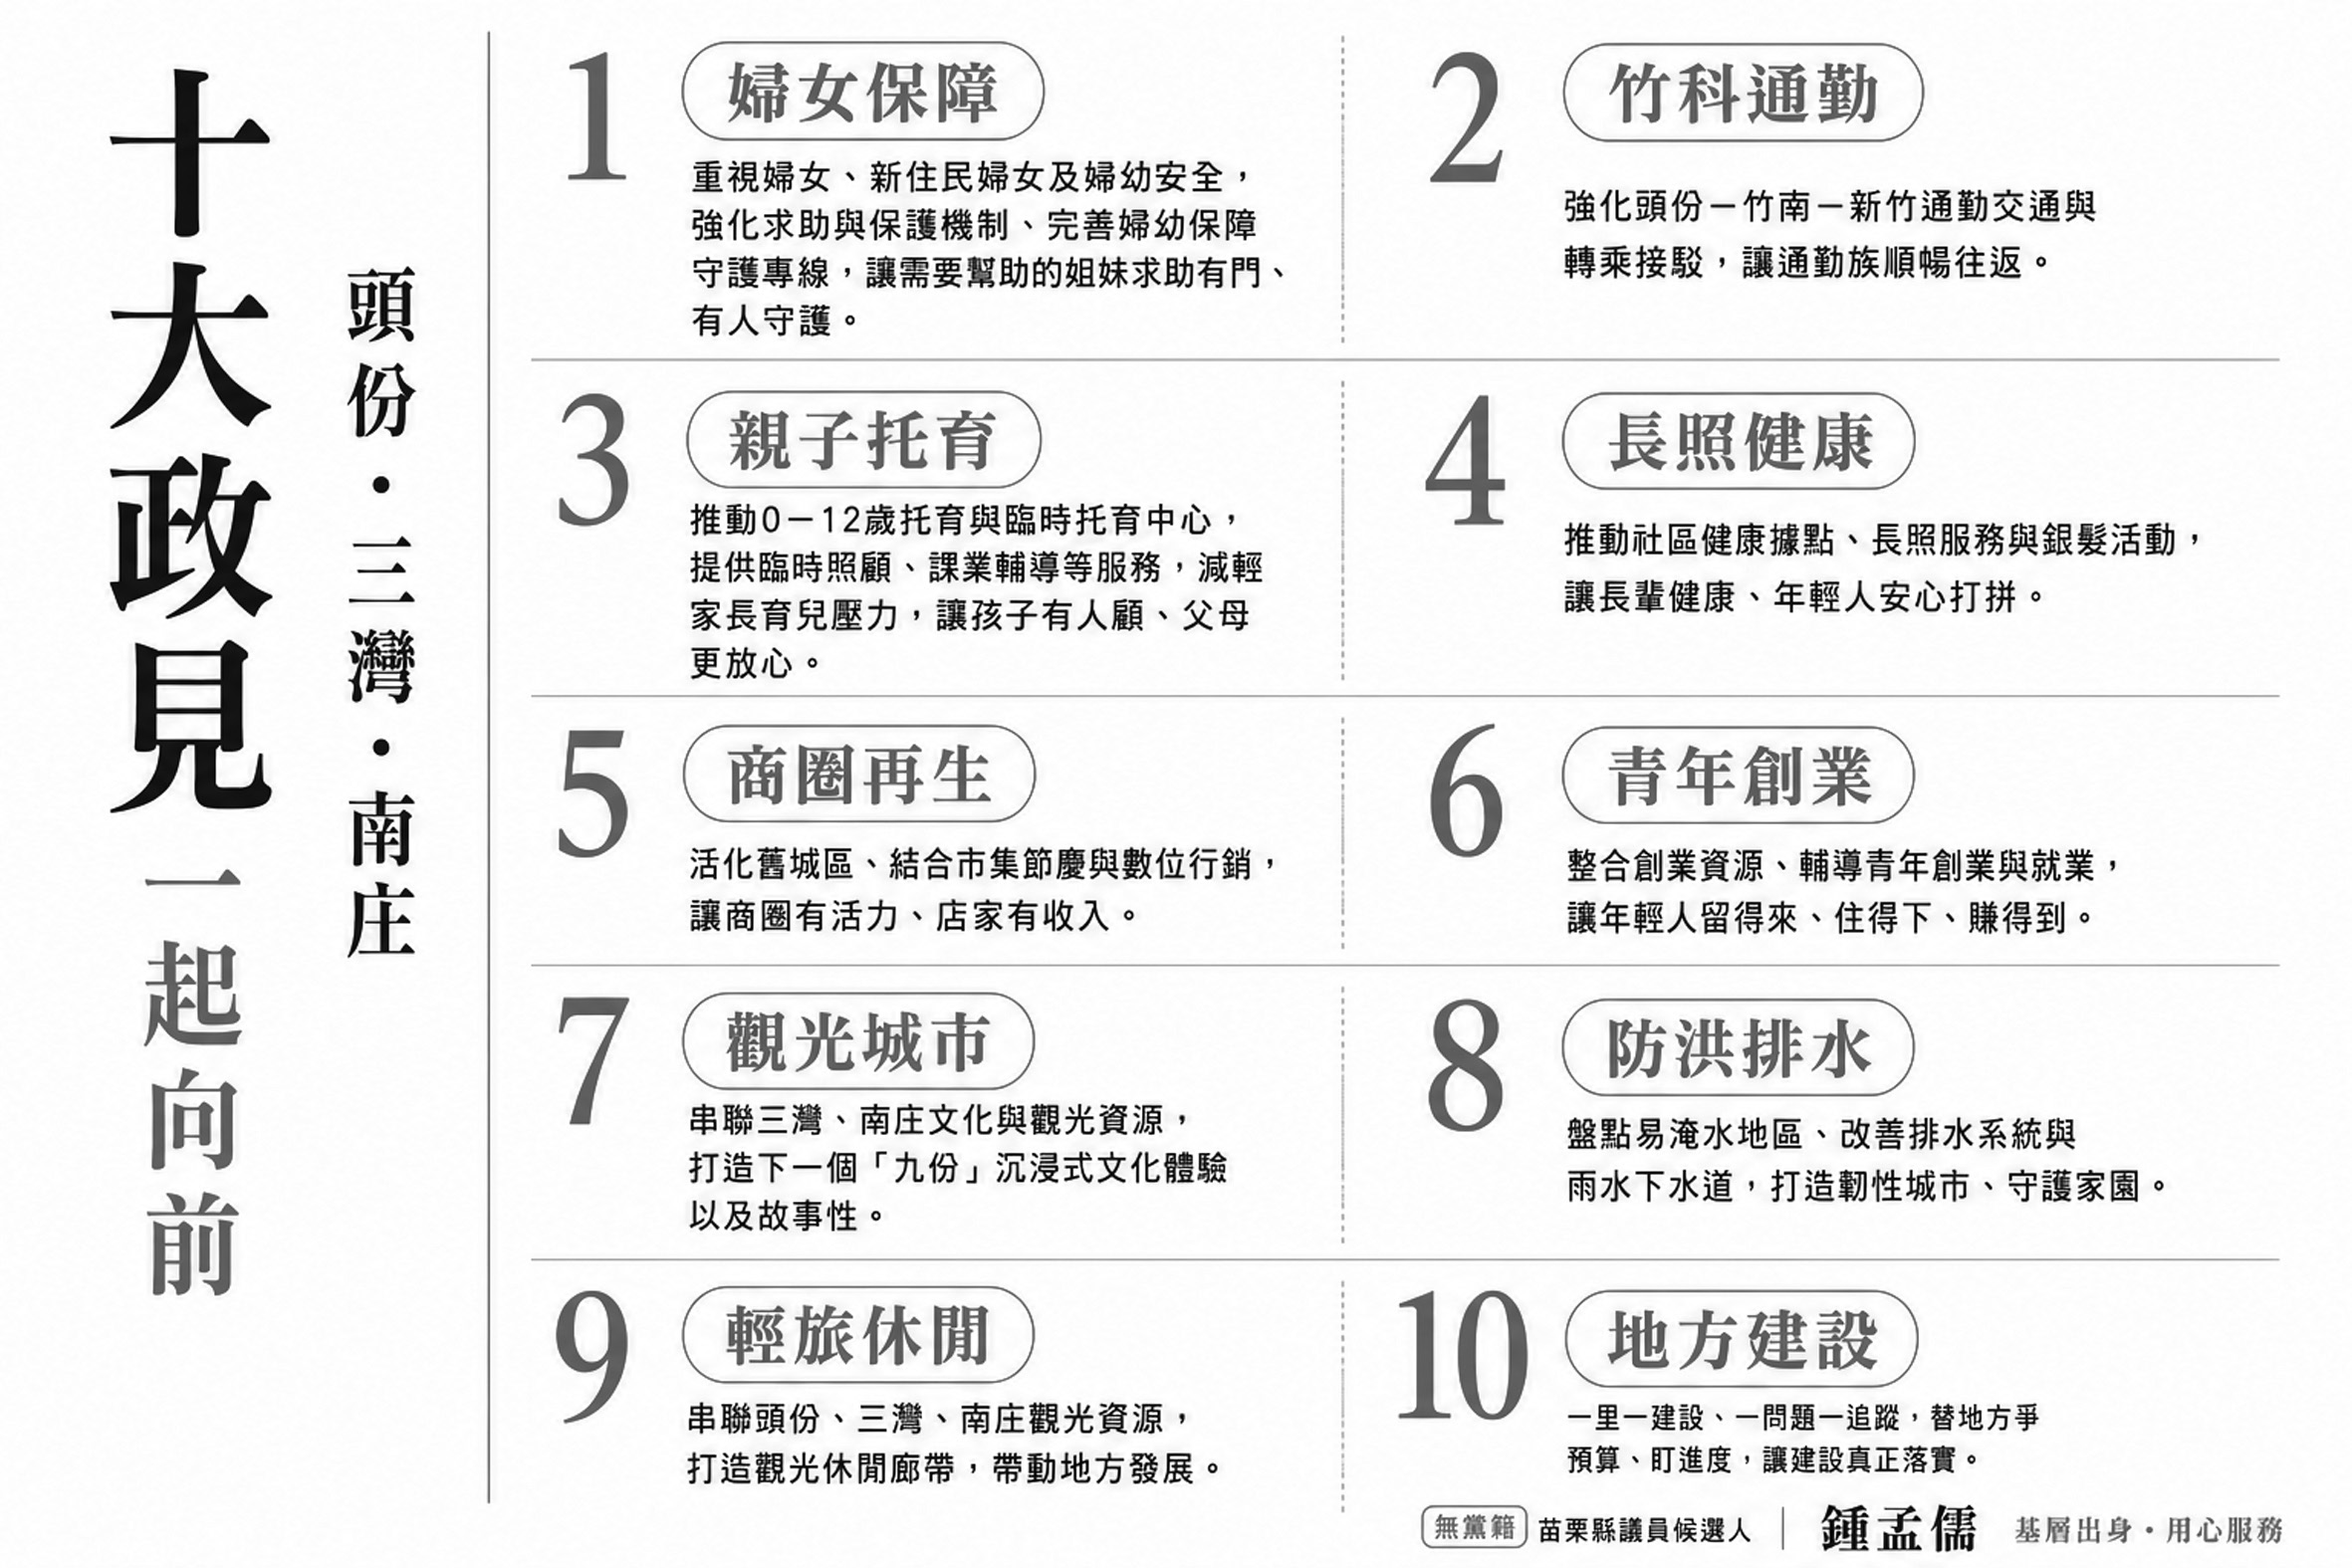 十大政見一起向前
頭份・三灣・南庄
1 婦女保障
重視婦女、新住民婦女及婦幼安全，
強化求助與保護機制、完善婦幼保障
守護專線，讓需要幫助的姐妹求助有門、
有人守護。
2 竹科通勤
強化頭份－竹南－新竹通勤交通與
轉乘接駁，讓通勤族順暢往返。
3 親子托育
推動0－12歲托育與臨時托育中心，
提供臨時照顧、課業輔導等服務，減輕
家長育兒壓力，讓孩子有人顧、父母
更放心。
4 長照健康
推動社區健康據點、長照服務與銀髮活動，
讓長輩健康、年輕人安心打拼。
5 商圈再生
活化舊城區、結合市集節慶與數位行銷，
讓商圈有活力、店家有收入。
6 青年創業
整合創業資源、輔導青年創業與就業，
讓年輕人留得來、住得下、賺得到。
7 觀光城市
串聯三灣、南庄文化與觀光資源，
打造下一個「九份」沉浸式文化體驗
以及故事性。
8 防洪排水
盤點易淹水地區、改善排水系統與
雨水下水道，打造韌性城市、守護家園。
9 輕旅休閒
串聯頭份、三灣、南庄觀光資源，
打造觀光休閒廊帶，帶動地方發展。
10 地方建設
一里一建設、一問題一追蹤，替地方爭
預算、盯進度，讓建設真正落實。
無黨籍 苗栗縣議員候選人 鍾孟儒 基層出身・用心服務